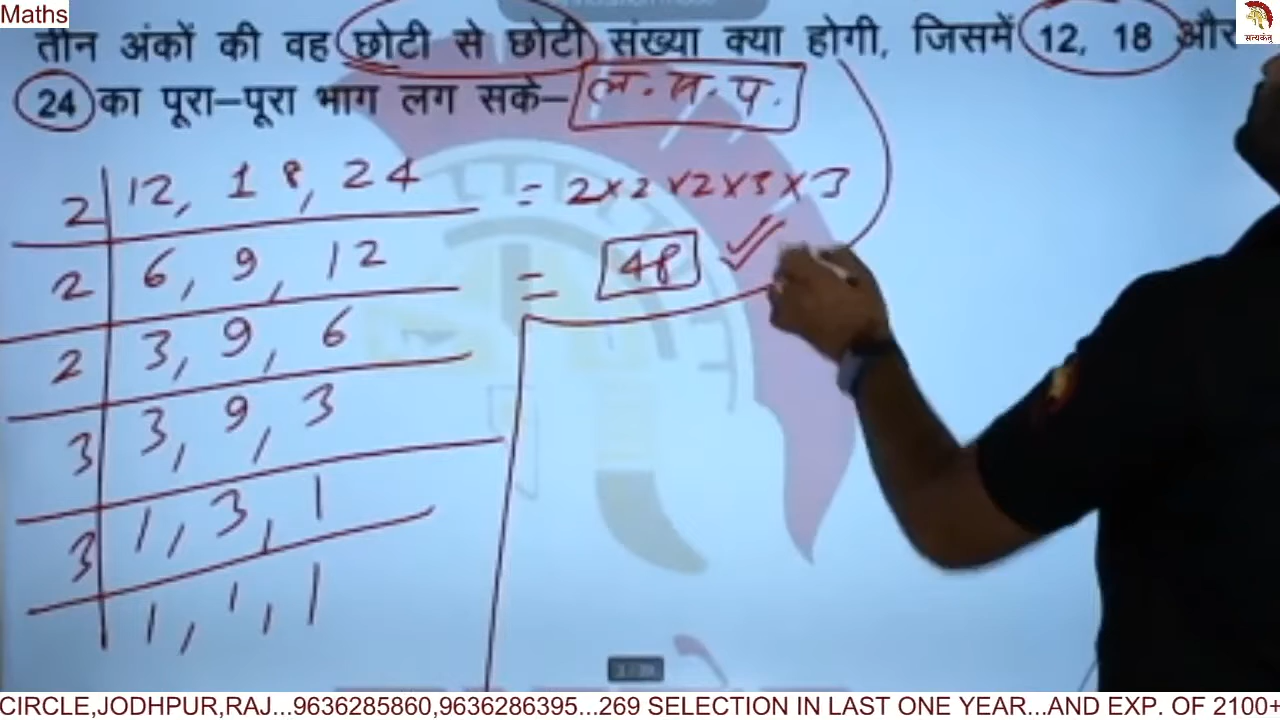 Maths
सत्यकेतु
तीन अंकों की वह छोटी से छोटी संख्या क्या होगी, जिसमें 12, 18 और
24 का पूरा–पूरा भाग लग सके– ल.स.प.
2 12, 18, 24 = 2×2×2×3×3
2 6, 9, 12 = 48
2 3, 9, 6
3 3, 9, 3
3 1, 3, 1
1, 1, 1
CIRCLE,JODHPUR,RAJ...9636285860,9636286395...269 SELECTION IN LAST ONE YEAR...AND EXP. OF 2100+